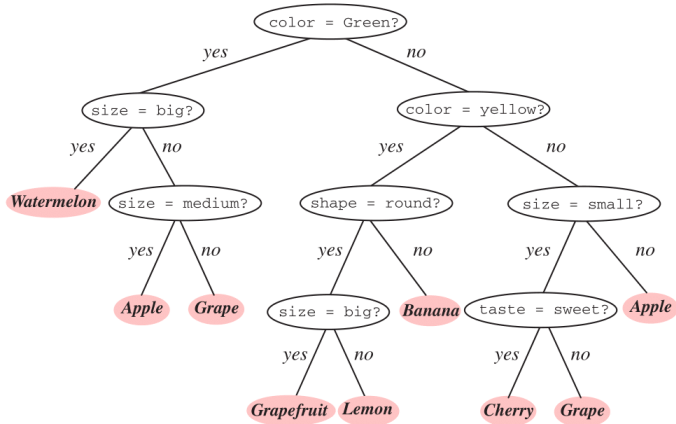 color = Green?
yes
no
size = big?
color = yellow?
yes
no
yes
no
Watermelon
size = medium?
shape = round?
size = small?
yes
no
yes
no
yes
no
Apple
Grape
size = big?
Banana
taste = sweet?
Apple
yes
no
yes
no
Grapefruit
Lemon
Cherry
Grape